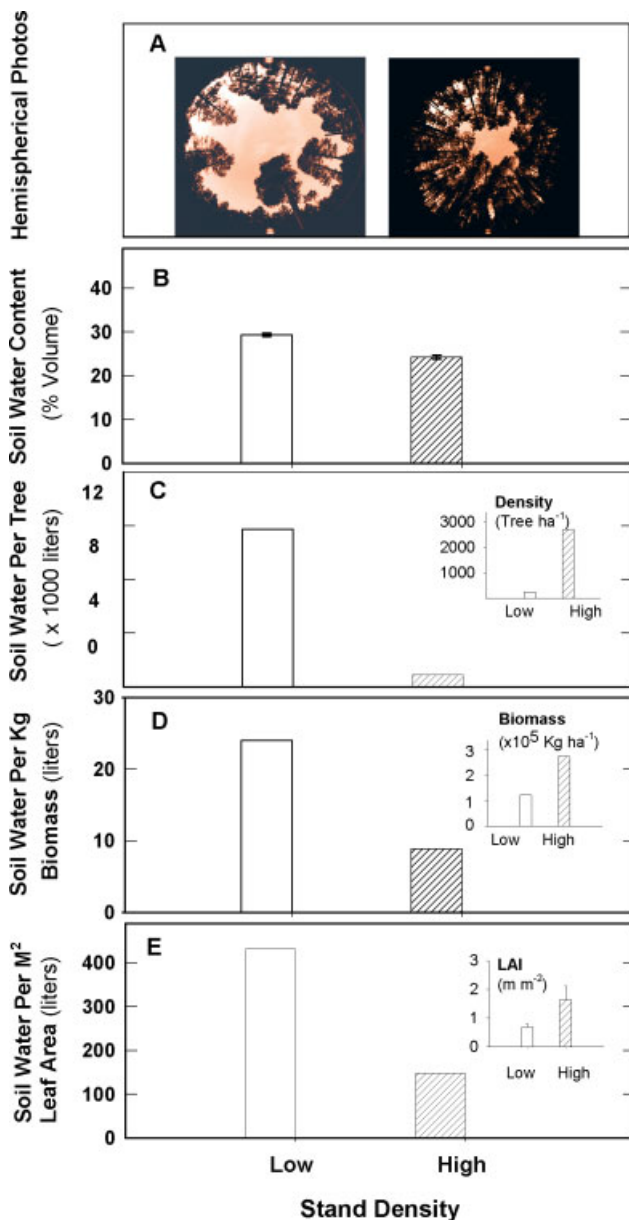 Hemispherical Photos
A
Soil Water Content
(% Volume)
B
40
30
20
10
0
Soil Water Per Tree
( x 1000 liters)
C
12
8
4
0
Density
(Tree ha⁻¹)
3000
2000
1000
Low High
Soil Water Per Kg
Biomass (liters)
D
30
20
10
0
Biomass
(x10⁵ Kg ha⁻¹)
3
2
1
0
Low High
Soil Water Per M²
Leaf Area (liters)
E
400
300
200
100
0
LAI
(m m⁻²)
3
2
1
0
Low High
Low High
Stand Density